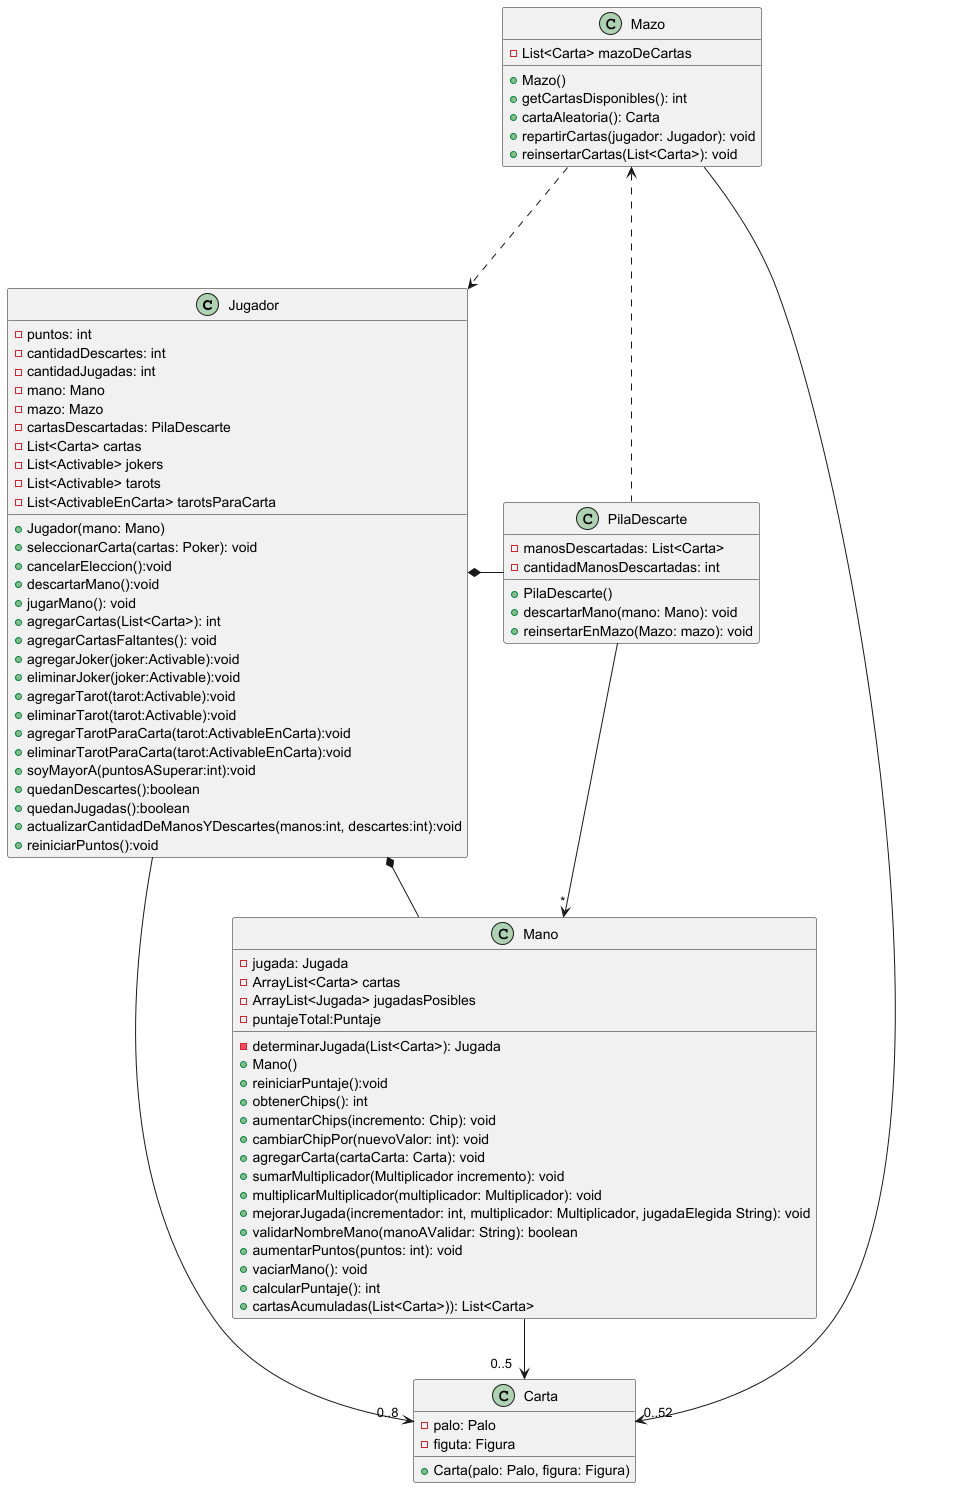 C Mazo
List<Carta> mazoDeCartas
Mazo()
getCartasDisponibles(): int
cartaAleatoria(): Carta
repartirCartas(jugador: Jugador): void
reinsertarCartas(List<Carta>): void
C Jugador
puntos: int
cantidadDescartes: int
cantidadJugadas: int
mano: Mano
mazo: Mazo
cartasDescartadas: PilaDescarte
List<Carta> cartas
List<Activable> jokers
List<Activable> tarots
List<ActivableEnCarta> tarotsParaCarta
Jugador(mano: Mano)
seleccionarCarta(cartas: Poker): void
cancelarEleccion():void
descartarMano():void
jugarMano(): void
agregarCartas(List<Carta>): int
agregarCartasFaltantes(): void
agregarJoker(joker:Activable):void
eliminarJoker(joker:Activable):void
agregarTarot(tarot:Activable):void
eliminarTarot(tarot:Activable):void
agregarTarotParaCarta(tarot:ActivableEnCarta):void
eliminarTarotParaCarta(tarot:ActivableEnCarta):void
soyMayorA(puntosASuperar:int):void
quedanDescartes():boolean
quedanJugadas():boolean
actualizarCantidadDeManosYDescartes(manos:int, descartes:int):void
reiniciarPuntos():void
C PilaDescarte
manosDescartadas: List<Carta>
cantidadManosDescartadas: int
PilaDescarte()
descartarMano(mano: Mano): void
reinsertarEnMazo(Mazo: mazo): void
*
C Mano
jugada: Jugada
ArrayList<Carta> cartas
ArrayList<Jugada> jugadasPosibles
puntajeTotal:Puntaje
determinarJugada(List<Carta>): Jugada
Mano()
reiniciarPuntaje():void
obtenerChips(): int
aumentarChips(incremento: Chip): void
cambiarChipPor(nuevoValor: int): void
agregarCarta(cartaCarta: Carta): void
sumarMultiplicador(Multiplicador incremento): void
multiplicarMultiplicador(multiplicador: Multiplicador): void
mejorarJugada(incrementador: int, multiplicador: Multiplicador, jugadaElegida String): void
validarNombreMano(manoAValidar: String): boolean
aumentarPuntos(puntos: int): void
vaciarMano(): void
calcularPuntaje(): int
cartasAcumuladas(List<Carta>)): List<Carta>
0..5
0..8
0..52
C Carta
palo: Palo
figuta: Figura
Carta(palo: Palo, figura: Figura)